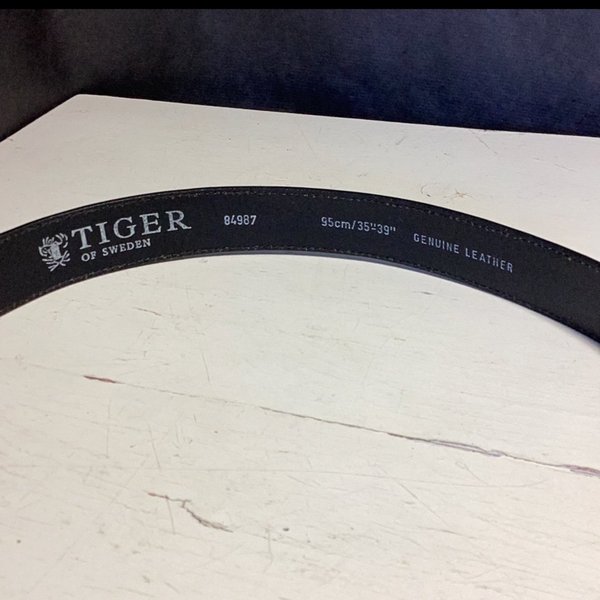 TIGER
OF SWEDEN
84987
95cm/35"-39"
GENUINE LEATHER